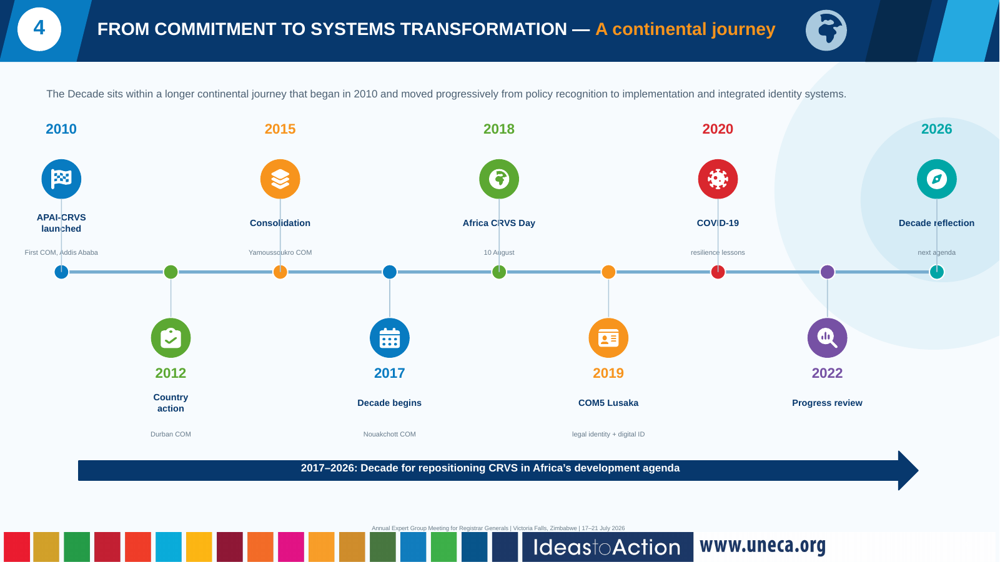 4
FROM COMMITMENT TO SYSTEMS TRANSFORMATION — A continental journey
The Decade sits within a longer continental journey that began in 2010 and moved progressively from policy recognition to implementation and integrated identity systems.
2010
2015
2018
2020
2026
APAI-CRVS
launched
Consolidation
Africa CRVS Day
COVID-19
Decade reflection
First COM, Addis Ababa
Yamoussoukro COM
10 August
resilience lessons
next agenda
2012
2017
2019
2022
Country
action
Decade begins
COM5 Lusaka
Progress review
Durban COM
Nouakchott COM
legal identity + digital ID
2017–2026: Decade for repositioning CRVS in Africa’s development agenda
Annual Expert Group Meeting for Registrar Generals | Victoria Falls, Zimbabwe | 17–21 July 2026
IdeastoAction
www.uneca.org